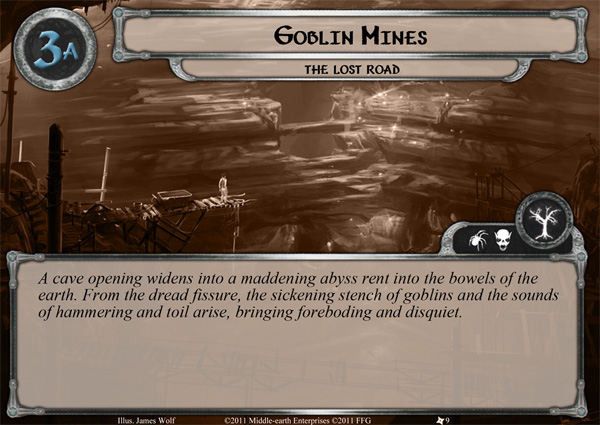 3A
GOBLIN MINES
THE LOST ROAD
A cave opening widens into a maddening abyss rent into the bowels of the
earth. From the dread fissure, the sickening stench of goblins and the sounds
of hammering and toil arise, bringing foreboding and disquiet.
Illus. James Wolf ©2011 Middle-earth Enterprises ©2011 FFG 9